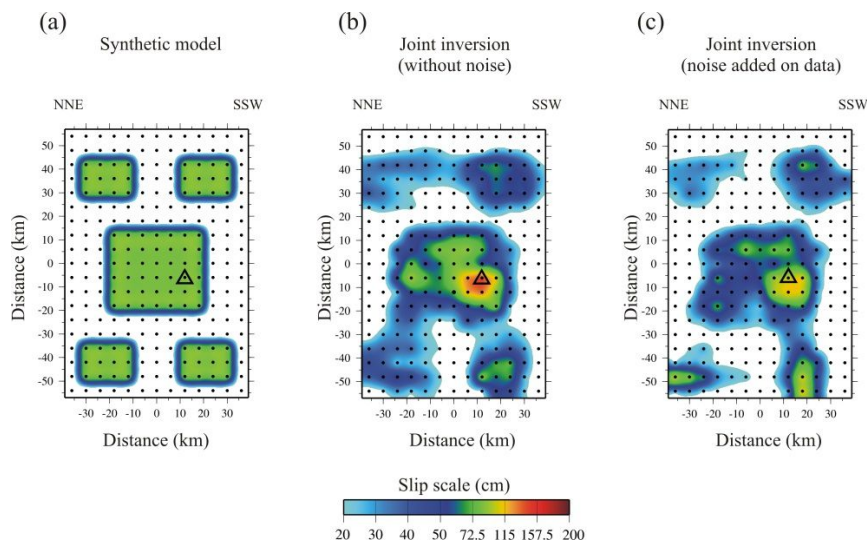 (a)
Synthetic model
NNE SSW
50
40
30
20
10
0
-10
-20
-30
-40
-50
Distance (km)
-30 -20 -10 0 10 20 30
Distance (km)
(b)
Joint inversion
(without noise)
NNE SSW
50
40
30
20
10
0
-10
-20
-30
-40
-50
Distance (km)
-30 -20 -10 0 10 20 30
Distance (km)
(c)
Joint inversion
(noise added on data)
NNE SSW
50
40
30
20
10
0
-10
-20
-30
-40
-50
Distance (km)
-30 -20 -10 0 10 20 30
Distance (km)
Slip scale (cm)
20 30 40 50 72.5 115 157.5 200